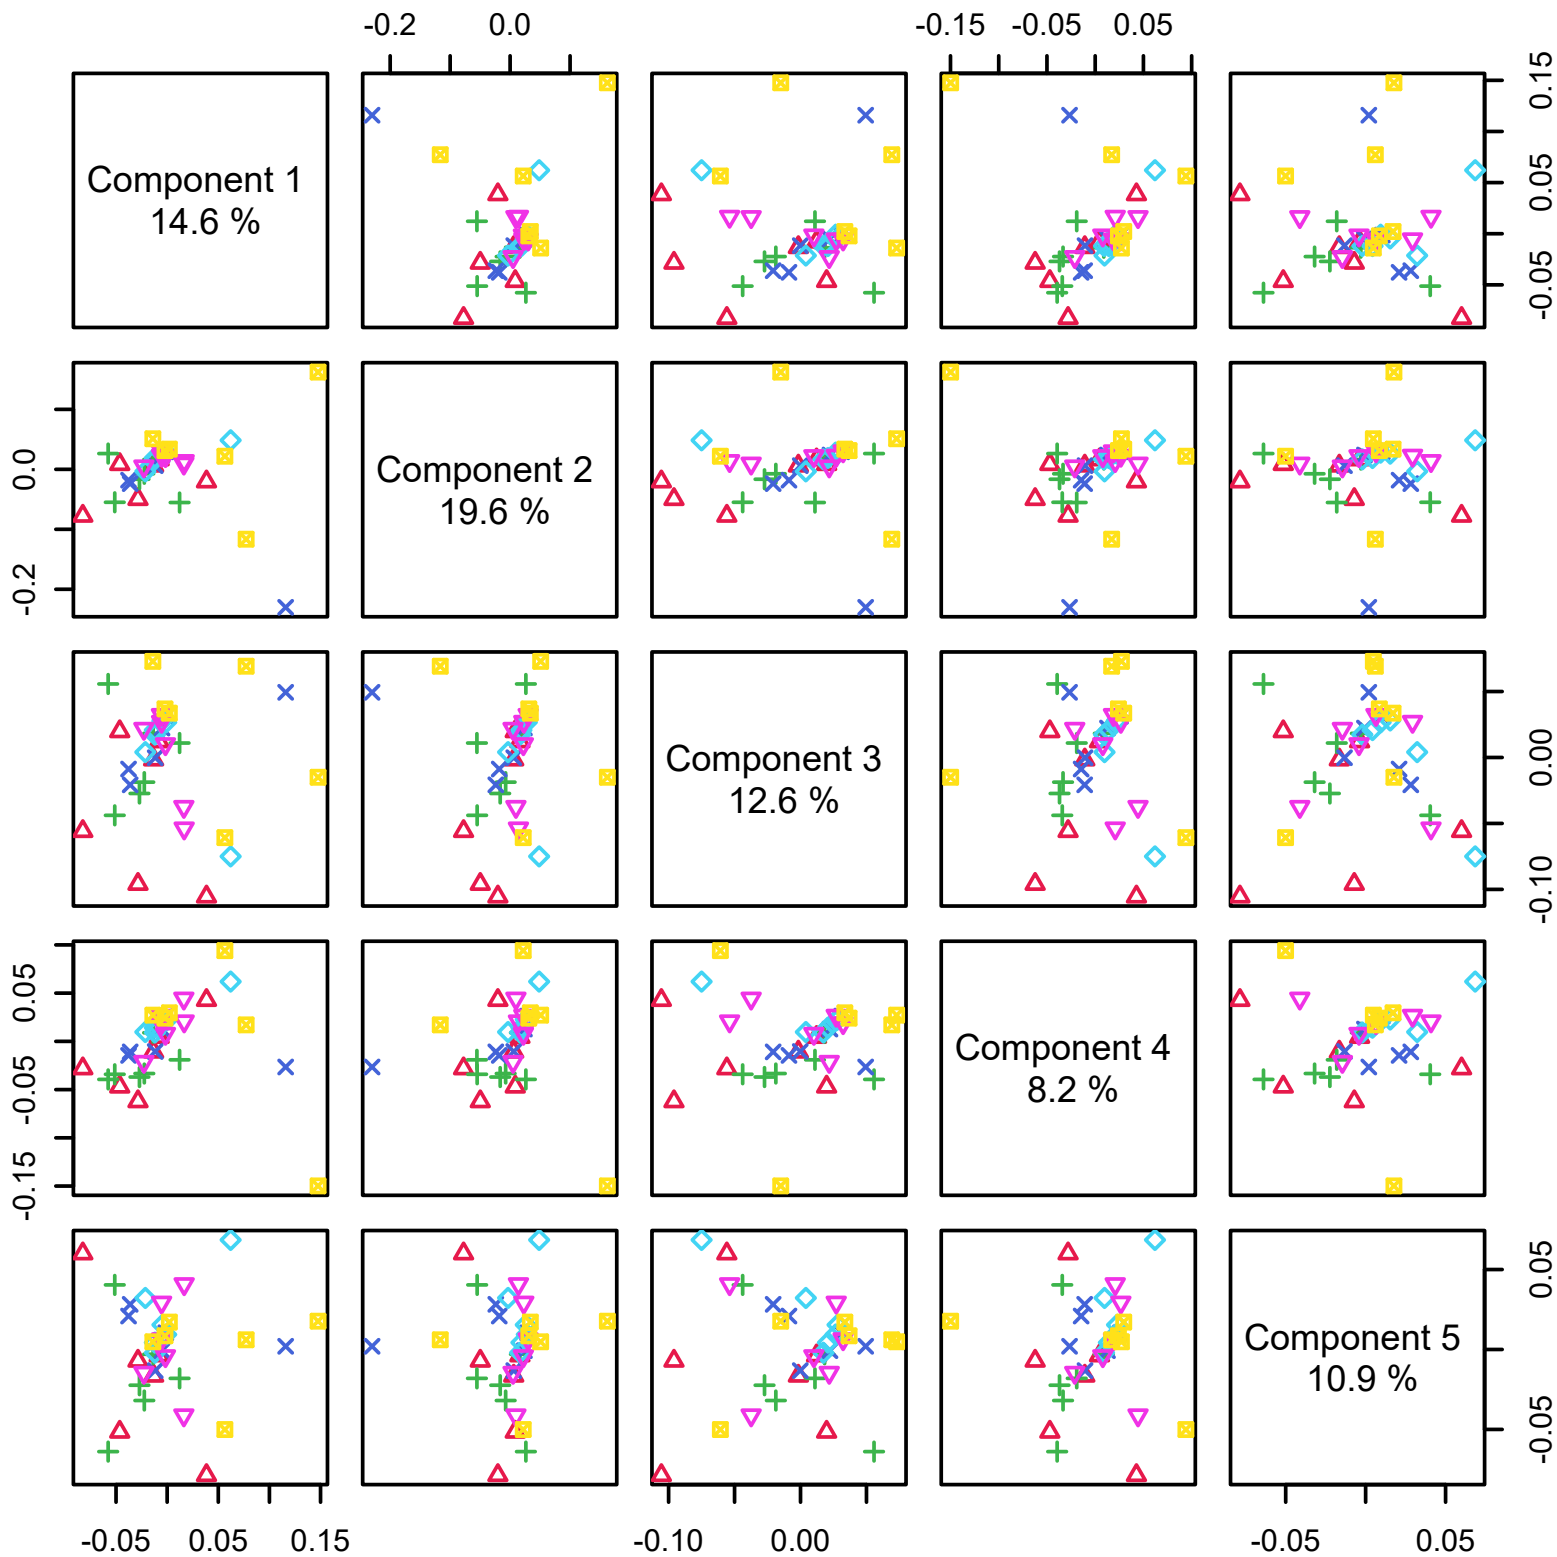 -0.2 0.0 -0.15 -0.05 0.05
Component 1
14.6 %
-0.05 0.05 0.15
Component 2
19.6 %
-0.2 0.0
Component 3
12.6 %
-0.10 0.00
Component 4
8.2 %
-0.15 -0.05 0.05
Component 5
10.9 %
-0.05 0.05
-0.05 0.05 0.15 -0.10 0.00 -0.05 0.05